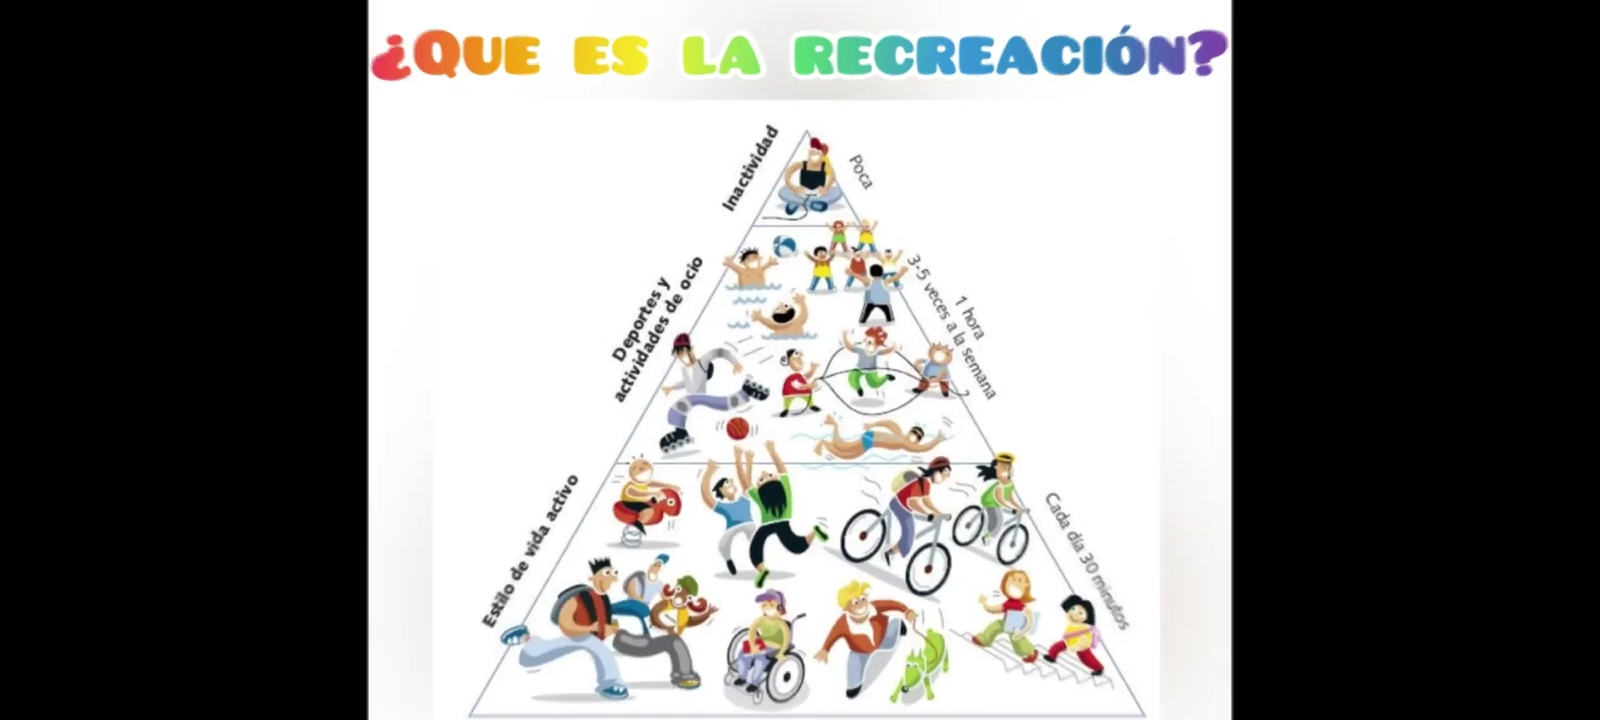 ¿QUE ES LA RECREACIÓN?
Inactividad
Poca
Deportes y
actividades de ocio
1 hora
3-5 veces a la semana
Estilo de vida activo
Cada día 30 minutos